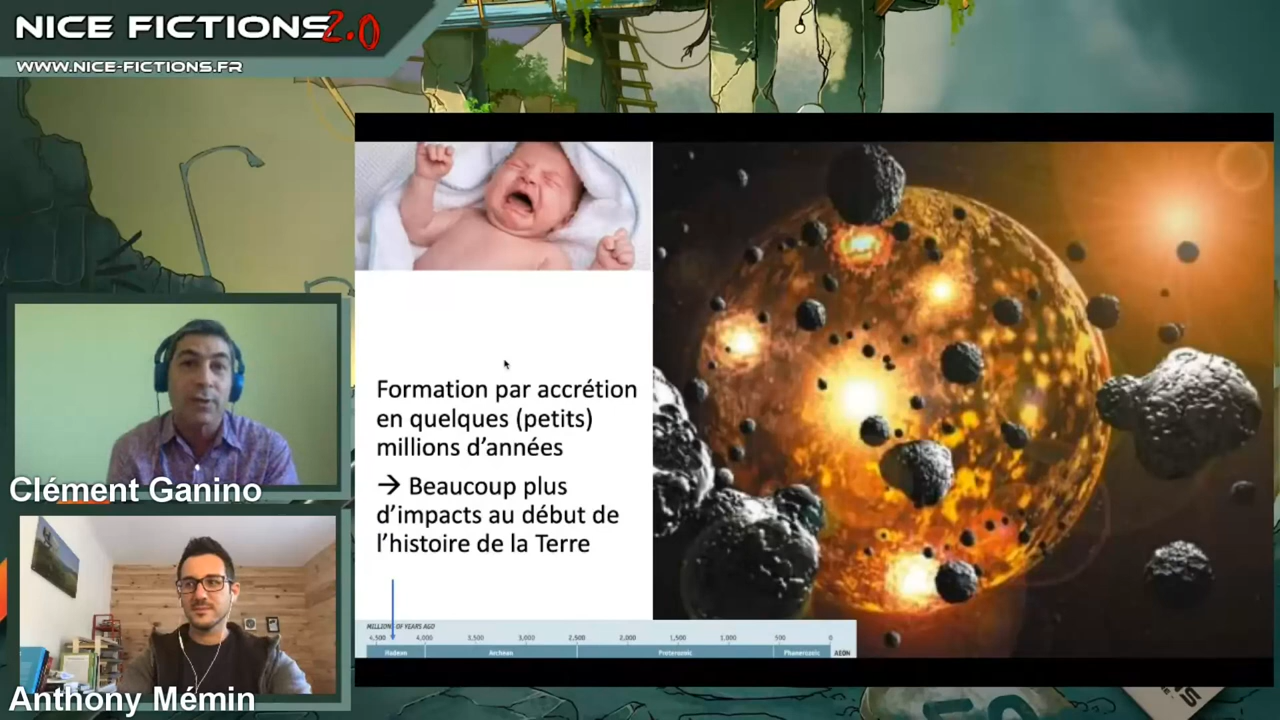 NICE FICTIONS 2.0
WWW.NICE-FICTIONS.FR
Formation par accrétion
en quelques (petits)
millions d'années
→ Beaucoup plus
d'impacts au début de
l'histoire de la Terre
MILLIONS OF YEARS AGO
4,500 4,000 3,500 3,000 2,500 2,000 1,500 1,000 500 0
Hadean Archean Proterozoic Phanerozoic AEON
Clément Ganino
Anthony Mémin